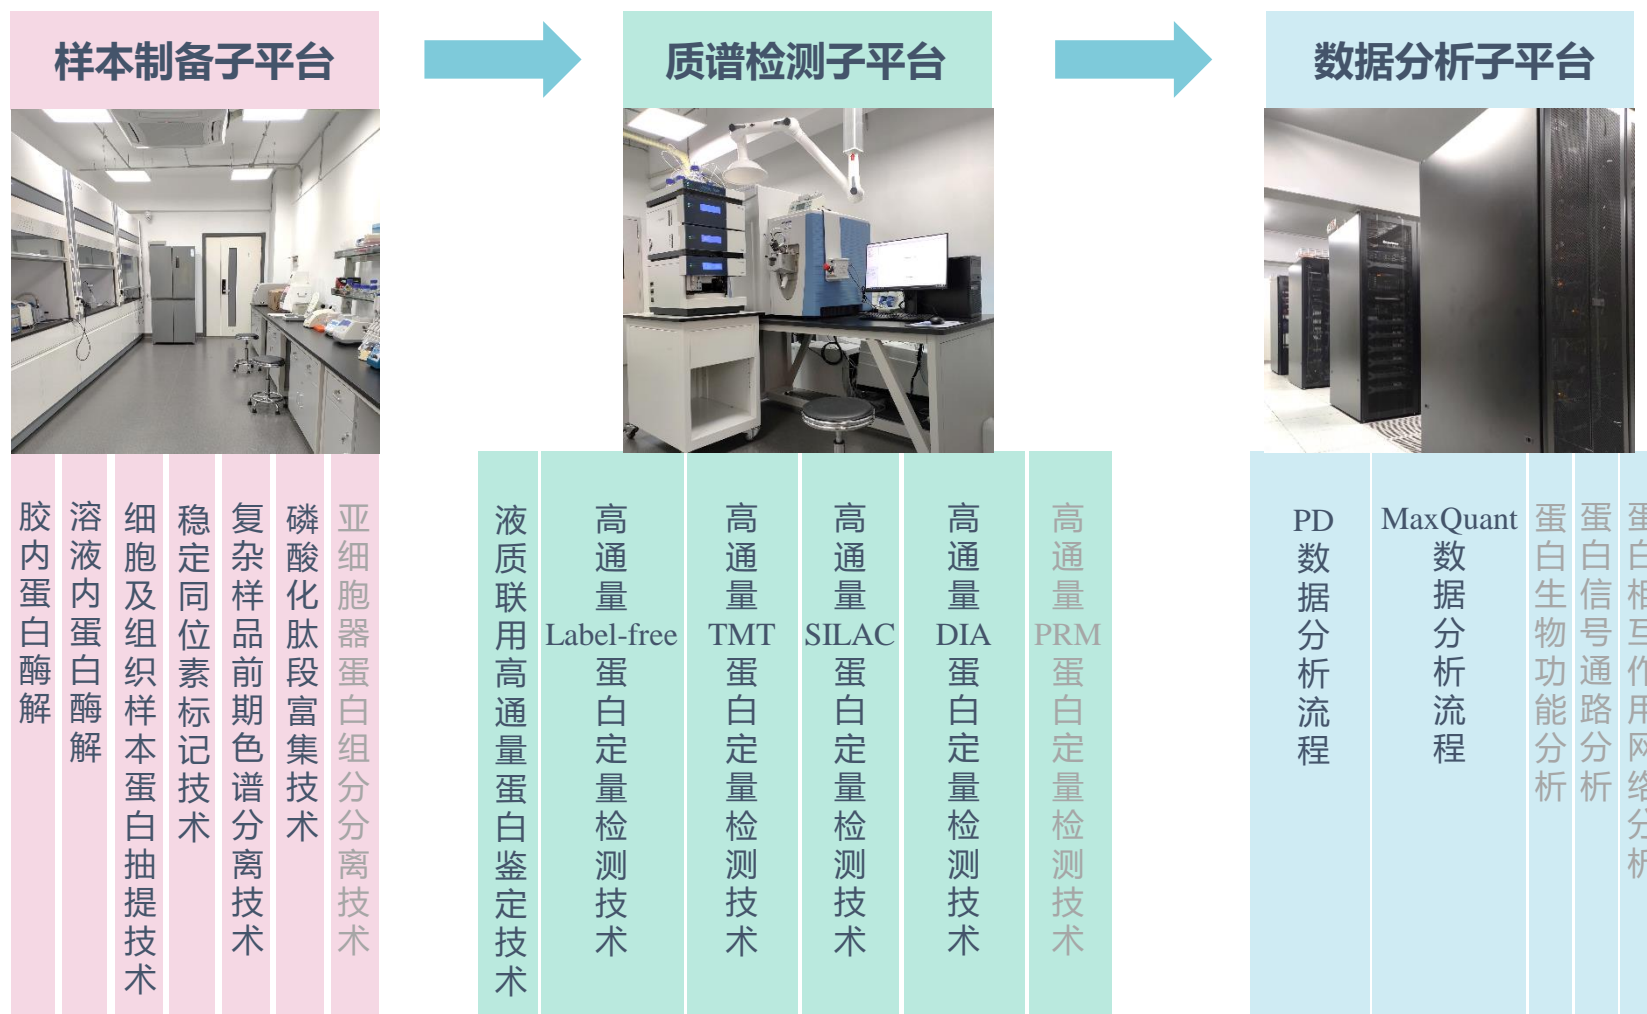 样本制备子平台
质谱检测子平台
数据分析子平台
胶内蛋白酶解
溶液内蛋白酶解
细胞及组织样本蛋白抽提技术
稳定同位素标记技术
复杂样品前期色谱分离技术
磷酸化肽段富集技术
亚细胞器蛋白组分分离技术
液质联用高通量蛋白鉴定技术
高通量Label-free蛋白定量检测技术
高通量TMT蛋白定量检测技术
高通量SILAC蛋白定量检测技术
高通量DIA蛋白定量检测技术
高通量PRM蛋白定量检测技术
PD数据分析流程
MaxQuant数据分析流程
蛋白生物功能分析
蛋白信号通路分析
蛋白相互作用网络分析